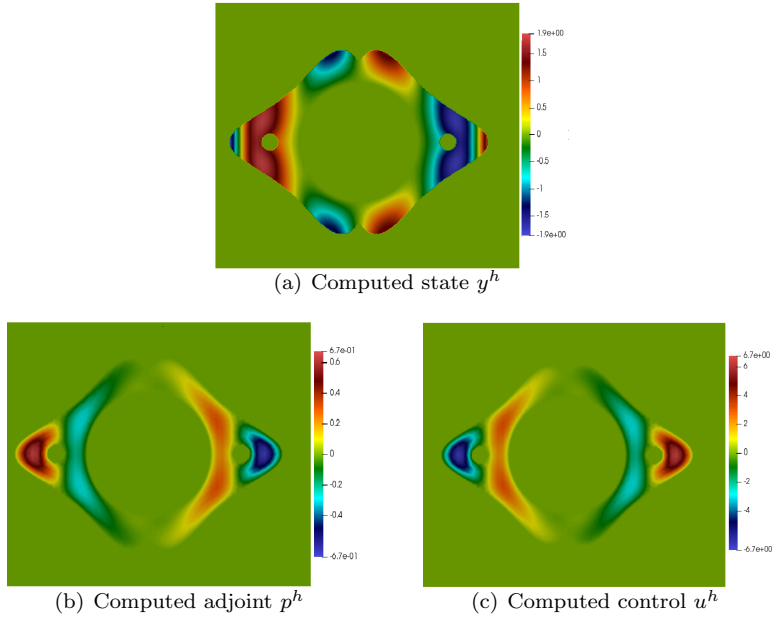 1.9e+00
1.5
1
0.5
0
-0.5
-1
-1.5
-1.9e+00
(a) Computed state y^h
6.7e-01
0.6
0.4
0.2
0
-0.2
-0.4
-6.7e-01
(b) Computed adjoint p^h
6.7e+00
6
4
2
0
-2
-4
-6.7e+00
(c) Computed control u^h